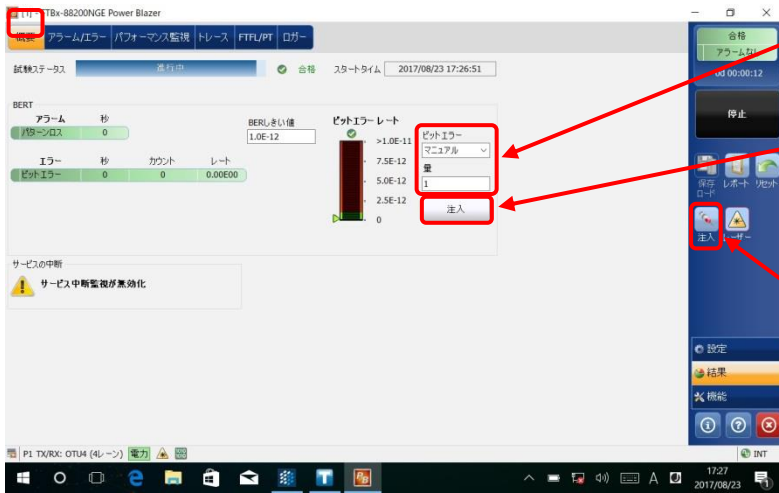 [1] - FTBx-88200NGE Power Blazer
概要 アラーム/エラー パフォーマンス監視 トレース FTFL/PT ロガー
合格
アラームなし
0d 00:00:12
試験ステータス 進行中 合格 スタートタイム 2017/08/23 17:26:51
停止
BERT
アラーム 秒
パターンロス 0
BERしきい値
1.0E-12
エラー 秒 カウント レート
ビットエラー 0 0 0.00E00
ビットエラーレート
>1.0E-11
7.5E-12
5.0E-12
2.5E-12
0
ビットエラー
マニュアル
量
1
注入
保存 レポート リセット
ロード
注入 レーザー
サービスの中断
サービス中断監視が無効化
設定
結果
機能
P1 TX/RX: OTU4 (4レーン) 電力
INT
A
17:27
2017/08/23